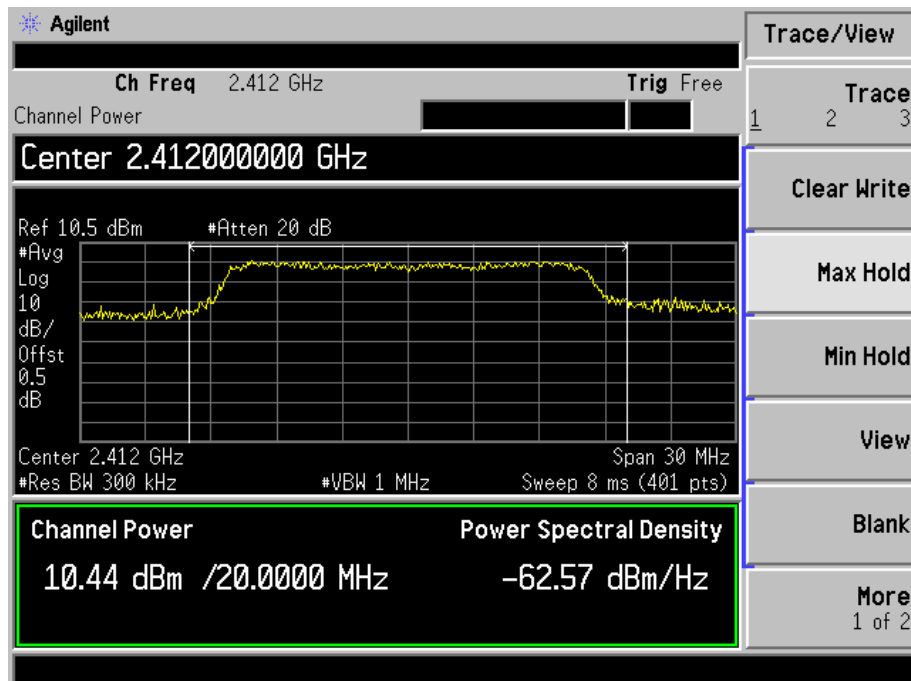 Agilent
Trace/View
Ch Freq 2.412 GHz Trig Free
Channel Power
Trace
1 2 3
Center 2.412000000 GHz
Clear Write
Ref 10.5 dBm #Atten 20 dB
#Avg
Log
10
dB/
Offst
0.5
dB
Max Hold
Min Hold
View
Center 2.412 GHz Span 30 MHz
#Res BW 300 kHz #VBW 1 MHz Sweep 8 ms (401 pts)
Channel Power Power Spectral Density
10.44 dBm /20.0000 MHz -62.57 dBm/Hz
Blank
More
1 of 2